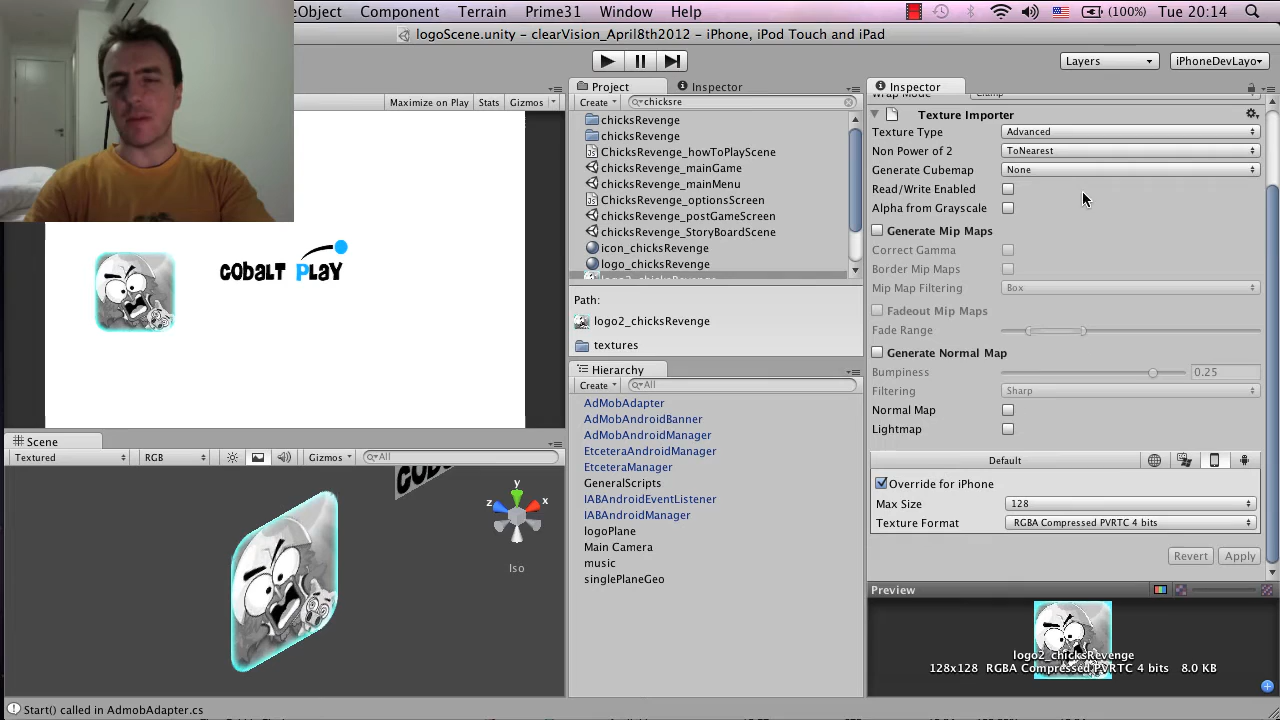 eObject Component Terrain Prime31 Window Help (100%) Tue 20:14
logoScene.unity – clearVision_April8th2012 – iPhone, iPod Touch and iPad
Layers iPhoneDevLayo
Maximize on Play Stats Gizmos
CObALT PLAY
Project Inspector
Create chicksre
chicksRevenge
chicksRevenge
ChicksRevenge_howToPlayScene
chicksRevenge_mainGame
chicksRevenge_mainMenu
ChicksRevenge_optionsScreen
chicksRevenge_postGameScreen
chicksRevenge_StoryBoardScene
icon_chicksRevenge
logo_chicksRevenge
logo2_chicksRevenge
Path:
logo2_chicksRevenge
textures
Hierarchy
Create All
AdMobAdapter
AdMobAndroidBanner
AdMobAndroidManager
EtceteraAndroidManager
EtceteraManager
GeneralScripts
IABAndroidEventListener
IABAndroidManager
logoPlane
Main Camera
music
singlePlaneGeo
Scene
Textured RGB Gizmos All
COBA
y
z x
Iso
Inspector
Wrap Mode Clamp
Texture Importer
Texture Type Advanced
Non Power of 2 ToNearest
Generate Cubemap None
Read/Write Enabled
Alpha from Grayscale
Generate Mip Maps
Correct Gamma
Border Mip Maps
Mip Map Filtering Box
Fadeout Mip Maps
Fade Range
Generate Normal Map
Bumpiness 0.25
Filtering Sharp
Normal Map
Lightmap
Default
Override for iPhone
Max Size 128
Texture Format RGBA Compressed PVRTC 4 bits
Revert Apply
Preview
logo2_chicksRevenge
128x128 RGBA Compressed PVRTC 4 bits 8.0 KB
Start() called in AdmobAdapter.cs